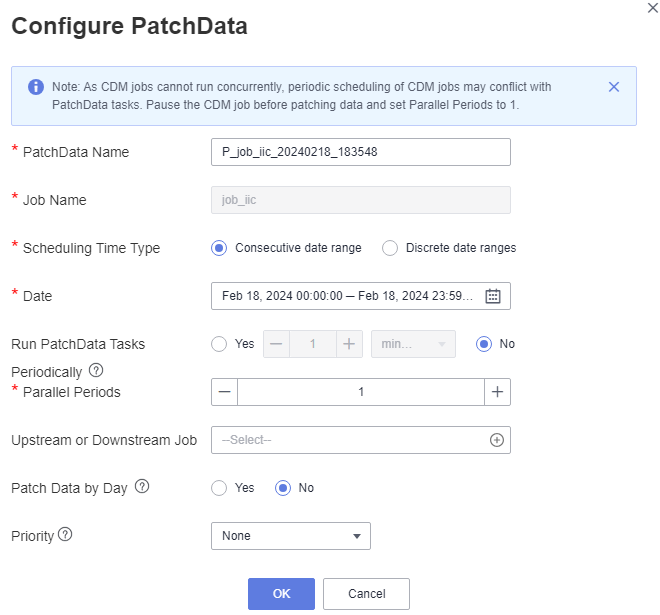 Configure PatchData
Note: As CDM jobs cannot run concurrently, periodic scheduling of CDM jobs may conflict with
PatchData tasks. Pause the CDM job before patching data and set Parallel Periods to 1.
* PatchData Name P_job_iic_20240218_183548
* Job Name job_iic
* Scheduling Time Type Consecutive date range Discrete date ranges
* Date Feb 18, 2024 00:00:00 — Feb 18, 2024 23:59...
Run PatchData Tasks Yes — 1 + min... No
Periodically ?
* Parallel Periods — 1 +
Upstream or Downstream Job --Select--
Patch Data by Day ? Yes No
Priority ? None
OK Cancel